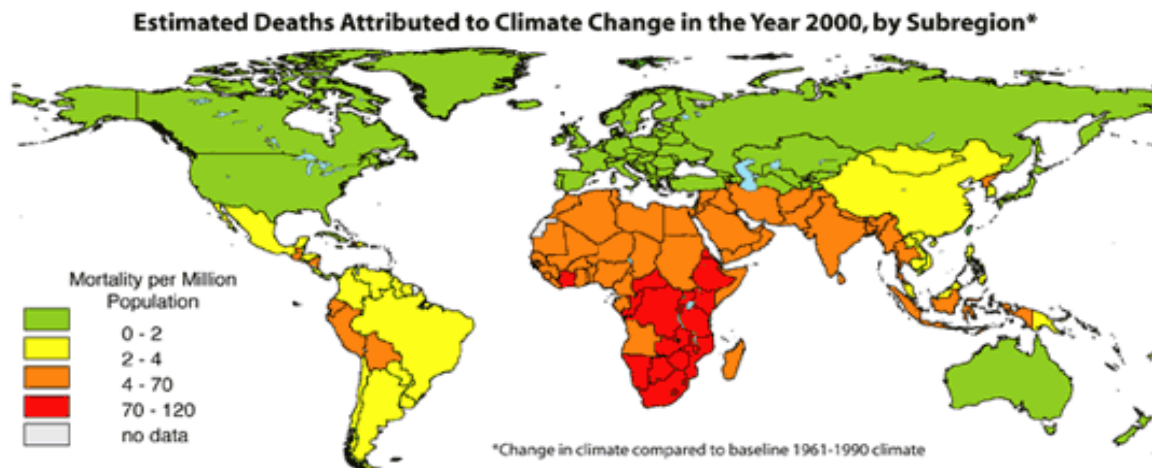 Estimated Deaths Attributed to Climate Change in the Year 2000, by Subregion*
Mortality per Million
Population
0 - 2
2 - 4
4 - 70
70 - 120
no data
*Change in climate compared to baseline 1961-1990 climate